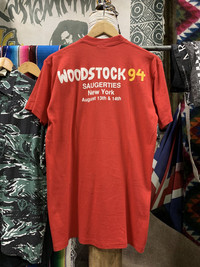 WOODSTOCK 94
SAUGERTIES
New York
August 13th & 14th